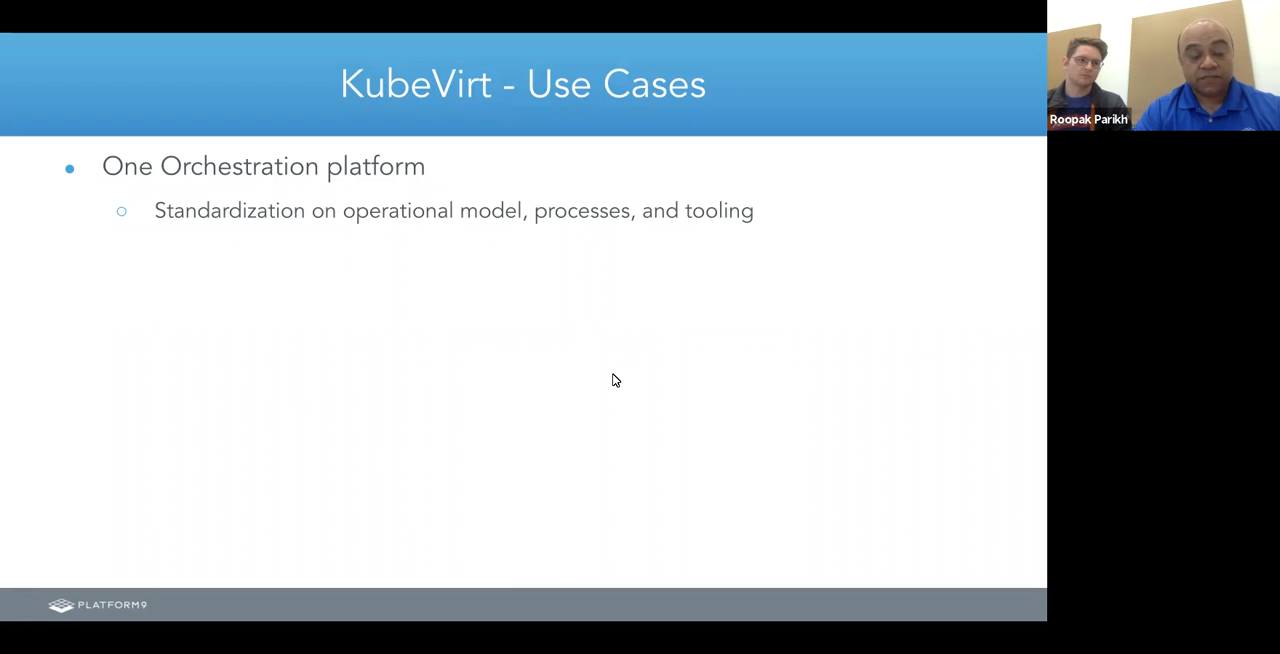 KubeVirt - Use Cases
One Orchestration platform
Standardization on operational model, processes, and tooling
Roopak Parikh
PLATFORM9